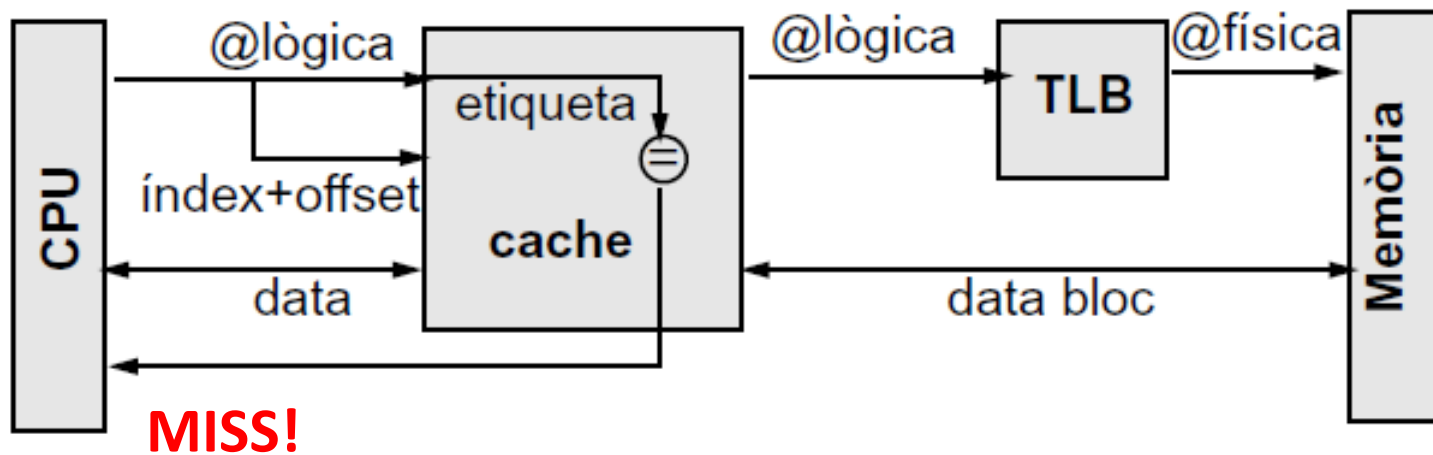 @lògica
@lògica
@física
etiqueta
TLB
=
índex+offset
CPU
cache
Memòria
data
data bloc
MISS!